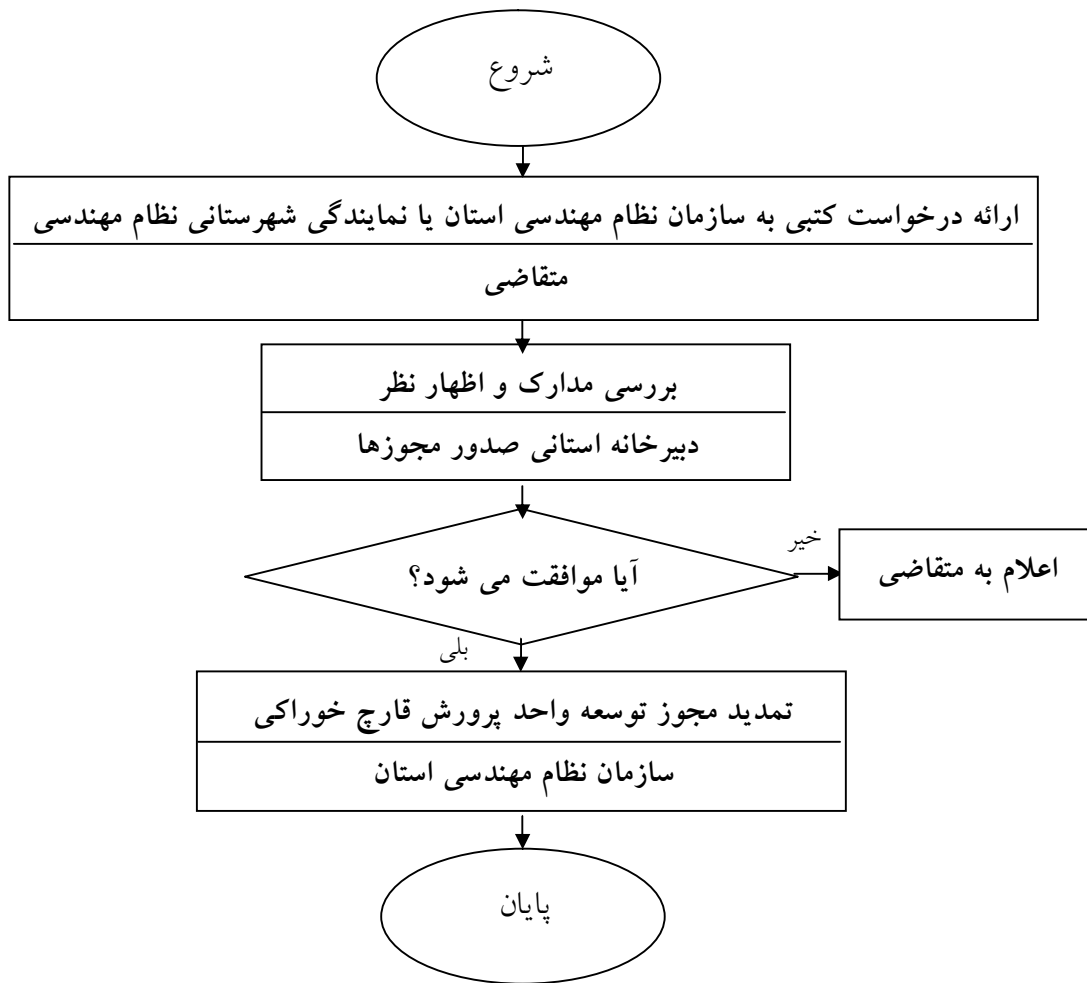 شروع
ارائه درخواست کتبی به سازمان نظام مهندسی استان یا نمایندگی شهرستانی نظام مهندسی
متقاضی
بررسی مدارک و اظهار نظر
دبیرخانه استانی صدور مجوزها
آیا موافقت می شود؟
خیر
اعلام به متقاضی
بلی
تمدید مجوز توسعه واحد پرورش قارچ خوراکی
سازمان نظام مهندسی استان
پایان